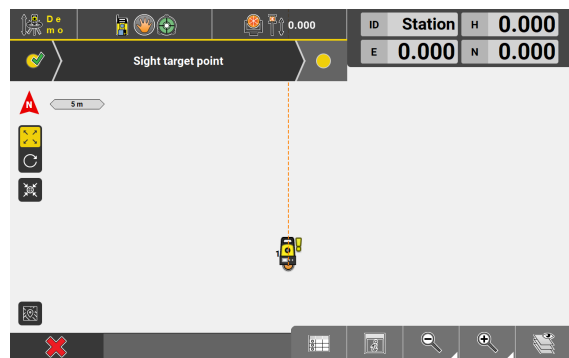 De
mo
0.000
ID Station H 0.000
E 0.000 N 0.000
Sight target point
N 5 m
1